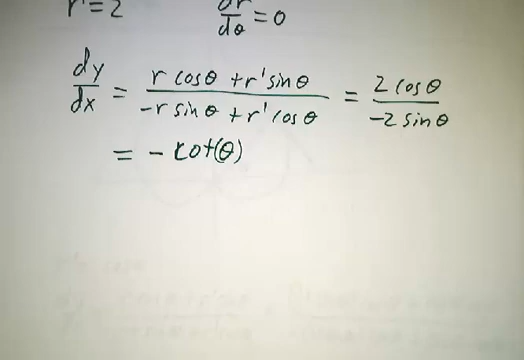 r = 2 dr/dθ = 0
dy/dx = (r cosθ + r' sinθ)/(-r sinθ + r' cosθ) = (2 cosθ)/(-2 sinθ)
= - cot(θ)